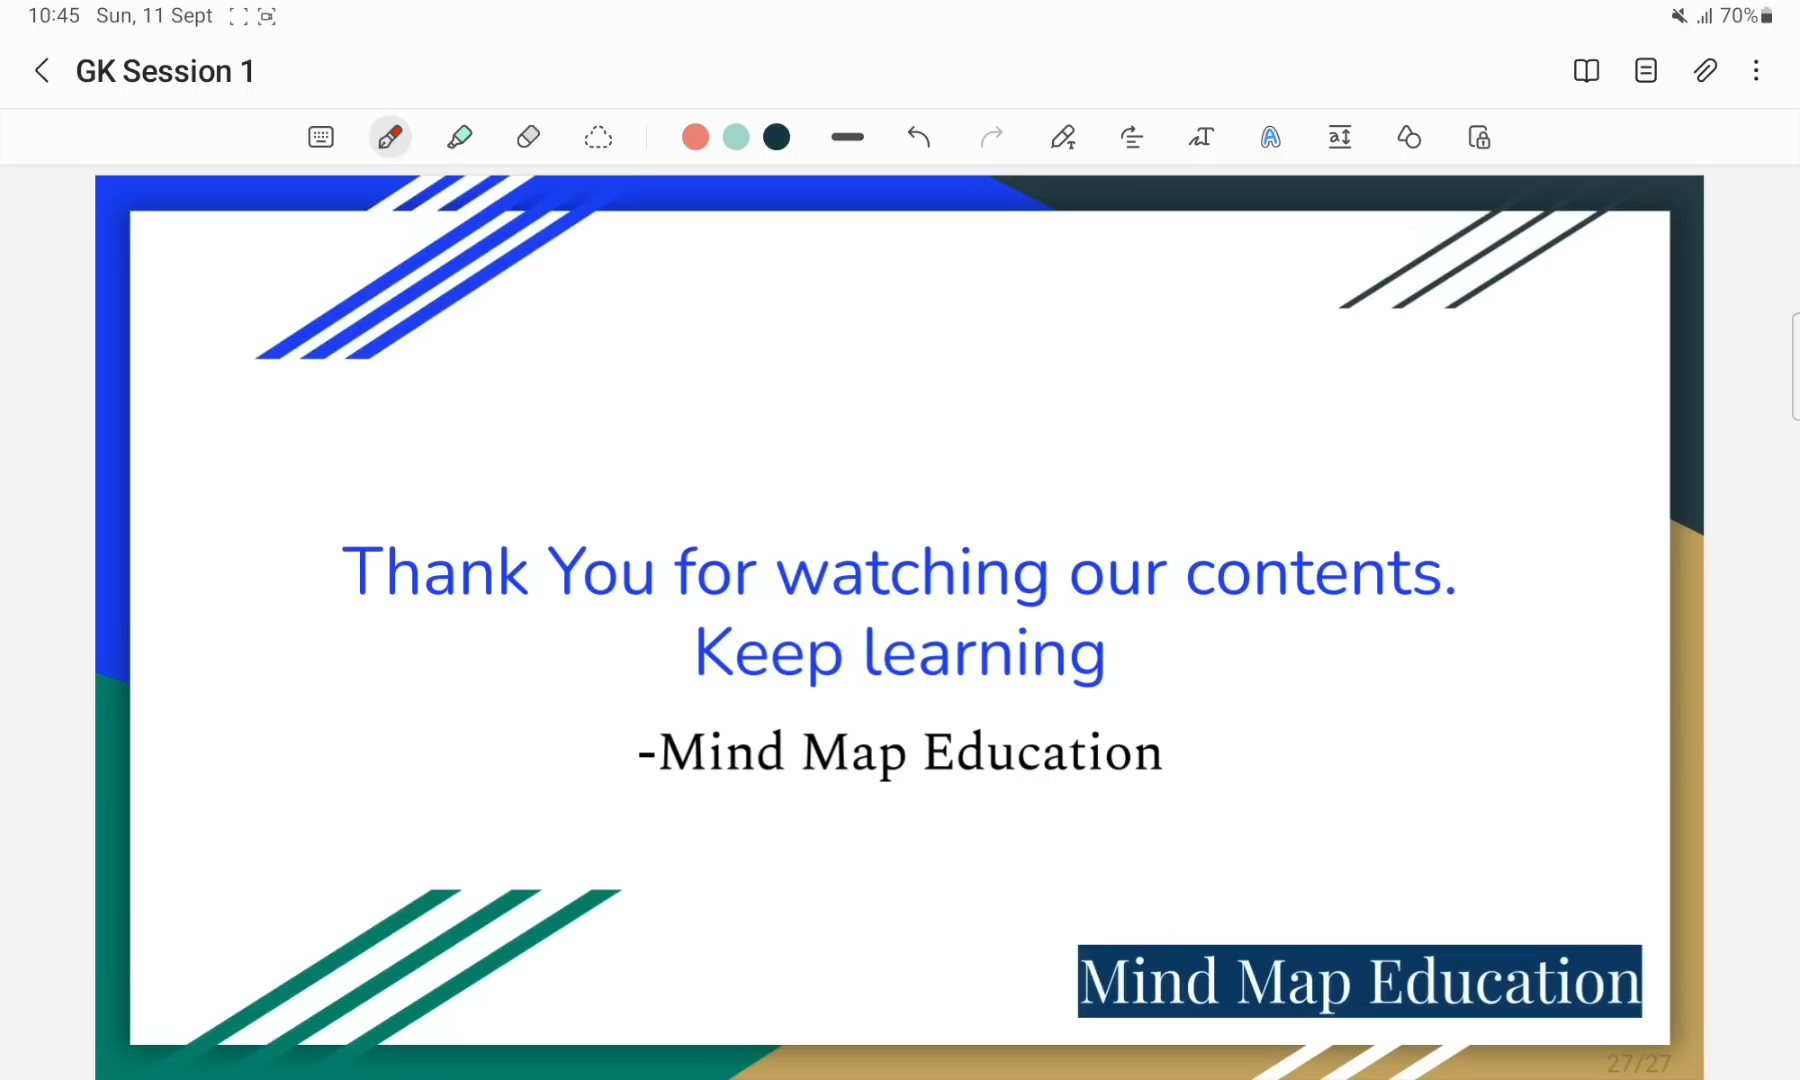 10:45 Sun, 11 Sept
70%
GK Session 1
Thank You for watching our contents.
Keep learning
-Mind Map Education
Mind Map Education
27/27